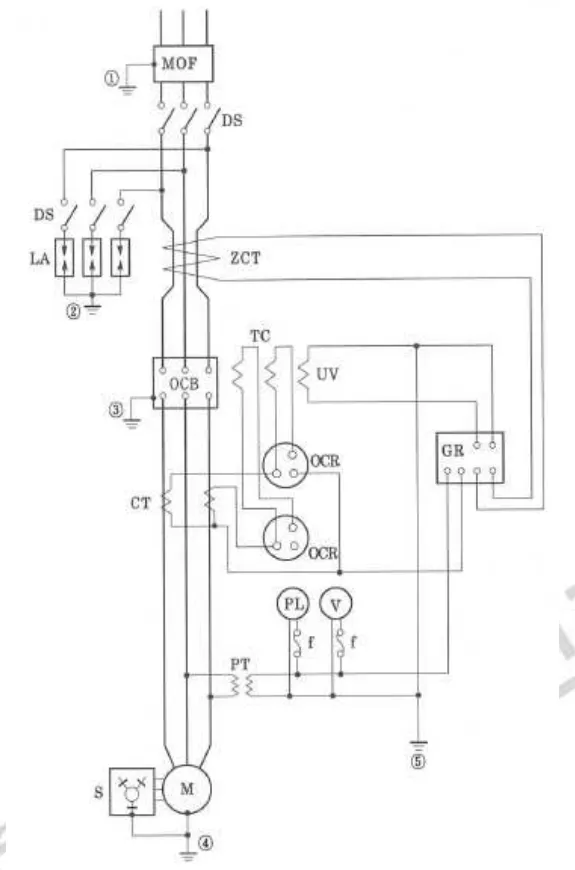 MOF
①
DS
DS
LA
ZCT
②
TC
UV
OCB
③
GR
OCR
CT
OCR
PL
V
f
f
PT
⑤
S
M
④